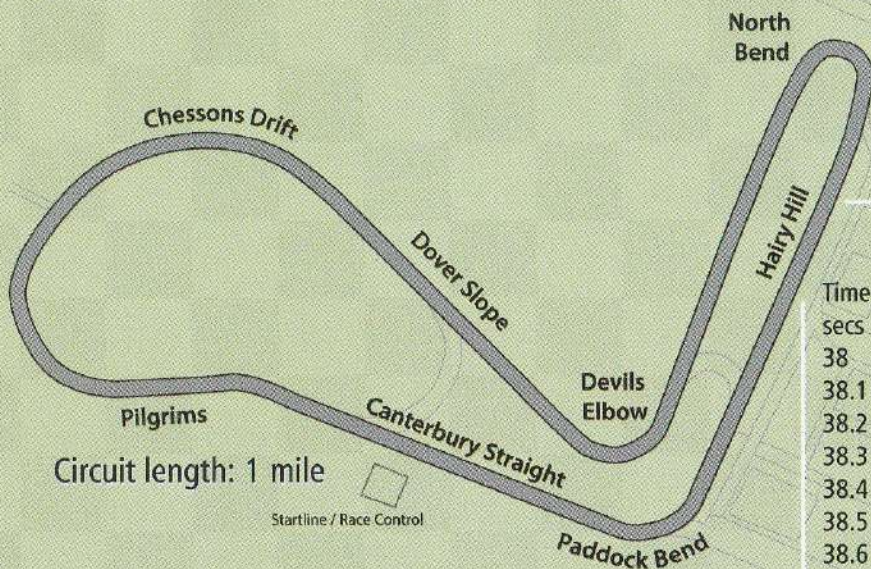 North
Bend
Chessons Drift
Dover Slope
Hairy Hill
Devils
Elbow
Pilgrims
Canterbury Straight
Circuit length: 1 mile
Startline / Race Control
Paddock Bend
Time
secs
38
38.1
38.2
38.3
38.4
38.5
38.6